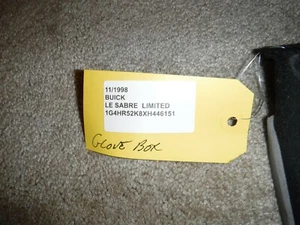 11/1998
BUICK
LE SABRE LIMITED
1G4HR52K8XH446151
GLOVE BOX